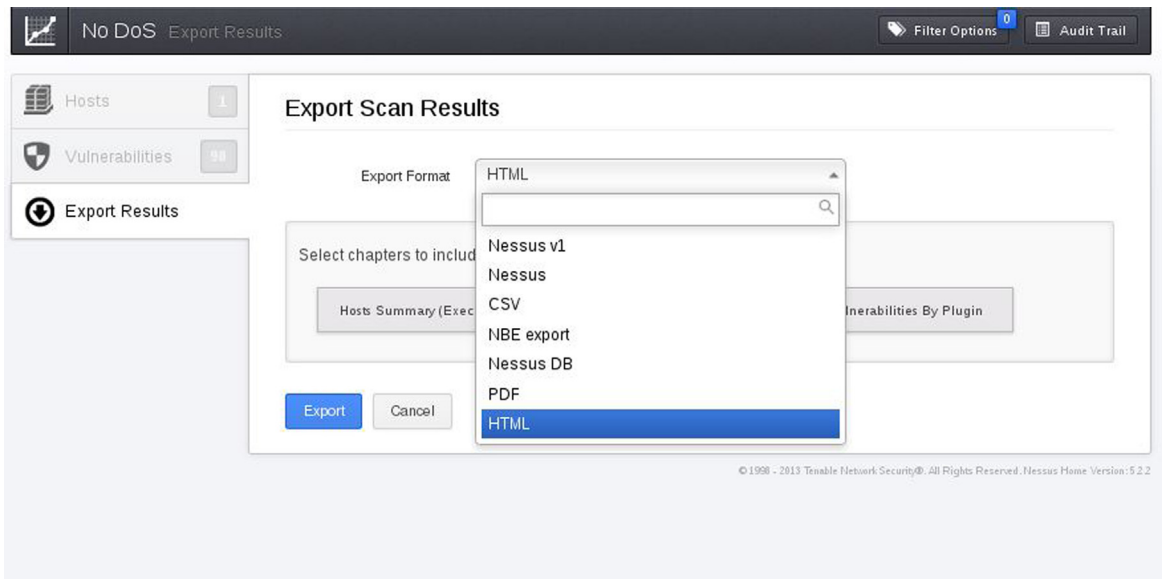 No DoS Export Results
Filter Options 0
Audit Trail
Hosts 1
Vulnerabilities 98
Export Results
Export Scan Results
Export Format HTML
Nessus v1
Nessus
CSV
NBE export
Nessus DB
PDF
HTML
Select chapters to includ
Hosts Summary (Exec
lnerabilities By Plugin
Export Cancel
© 1998 - 2013 Tenable Network Security®. All Rights Reserved. Nessus Home Version: 5.2.2